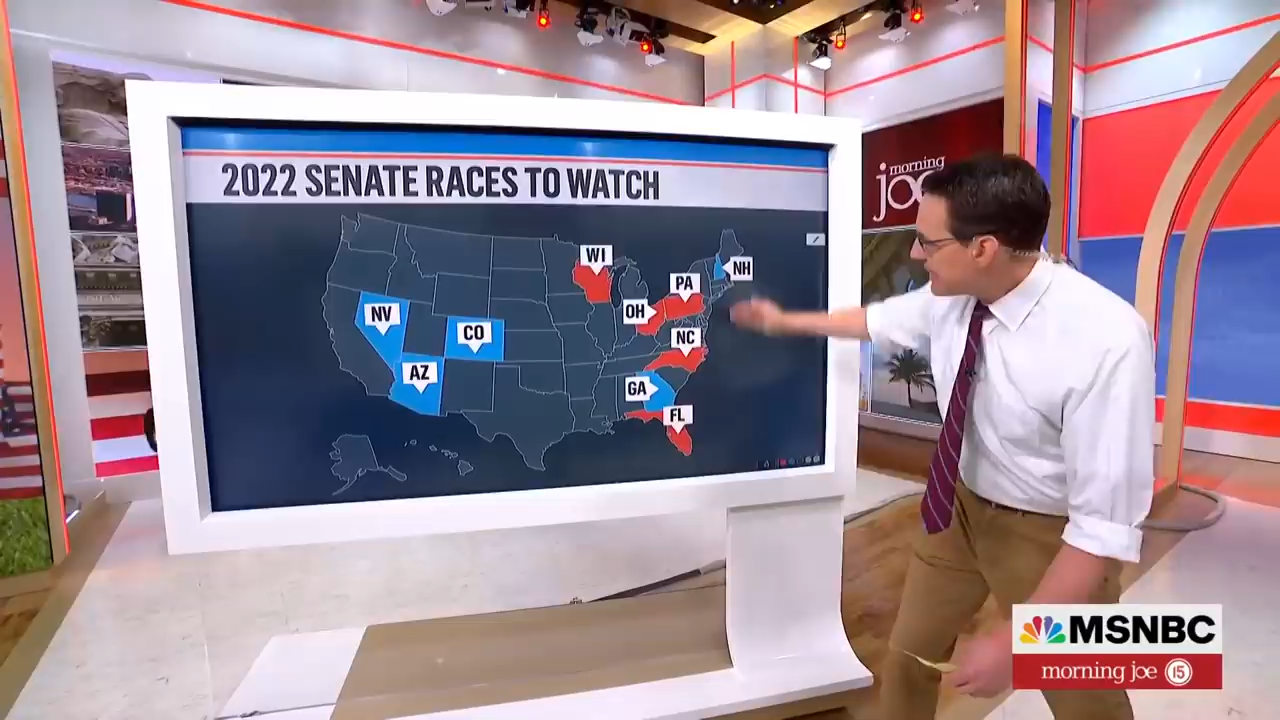 2022 SENATE RACES TO WATCH
morning
joe
WI
NH
PA
NV
OH
CO
NC
AZ
GA
FL
MSNBC
morning joe 15